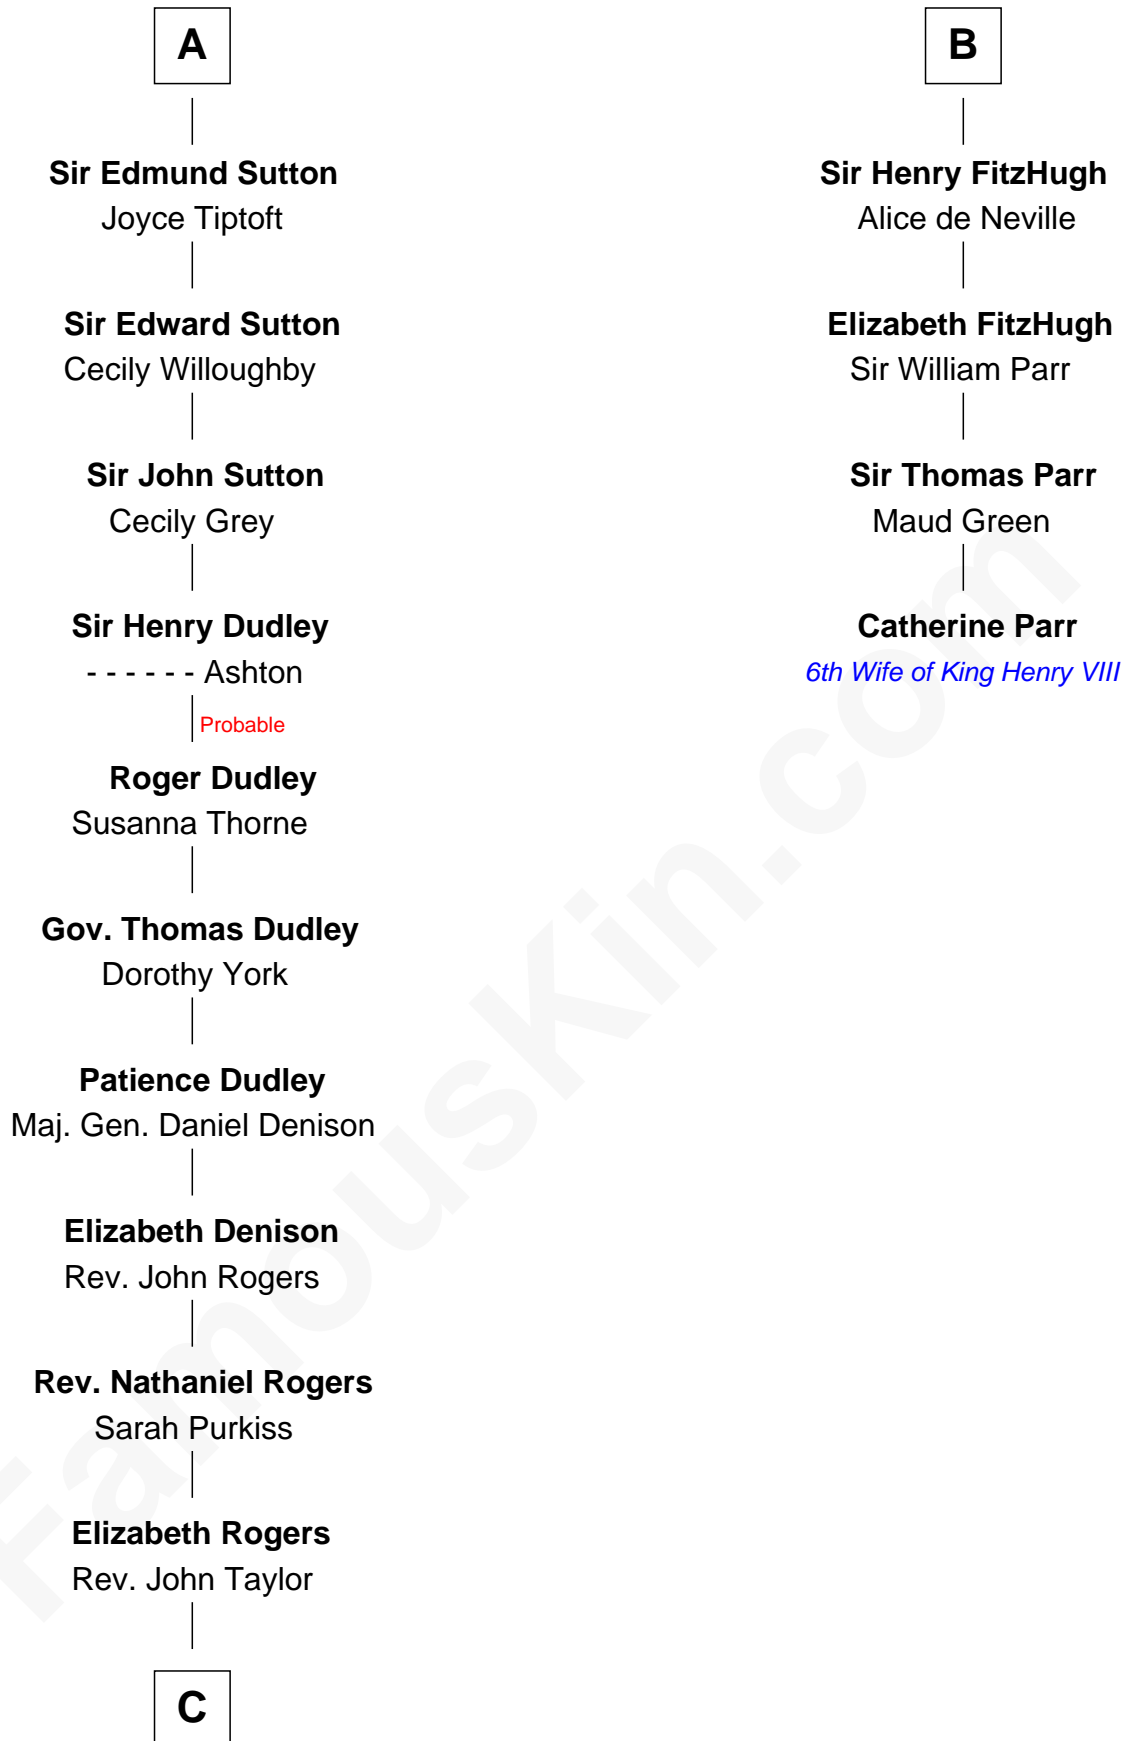 A
Sir Edmund Sutton
Joyce Tiptoft
Sir Edward Sutton
Cecily Willoughby
Sir John Sutton
Cecily Grey
Sir Henry Dudley
- - - - - - Ashton
Probable
Roger Dudley
Susanna Thorne
Gov. Thomas Dudley
Dorothy York
Patience Dudley
Maj. Gen. Daniel Denison
Elizabeth Denison
Rev. John Rogers
Rev. Nathaniel Rogers
Sarah Purkiss
Elizabeth Rogers
Rev. John Taylor
C
B
Sir Henry FitzHugh
Alice de Neville
Elizabeth FitzHugh
Sir William Parr
Sir Thomas Parr
Maud Green
Catherine Parr
6th Wife of King Henry VIII
FamousKin.com